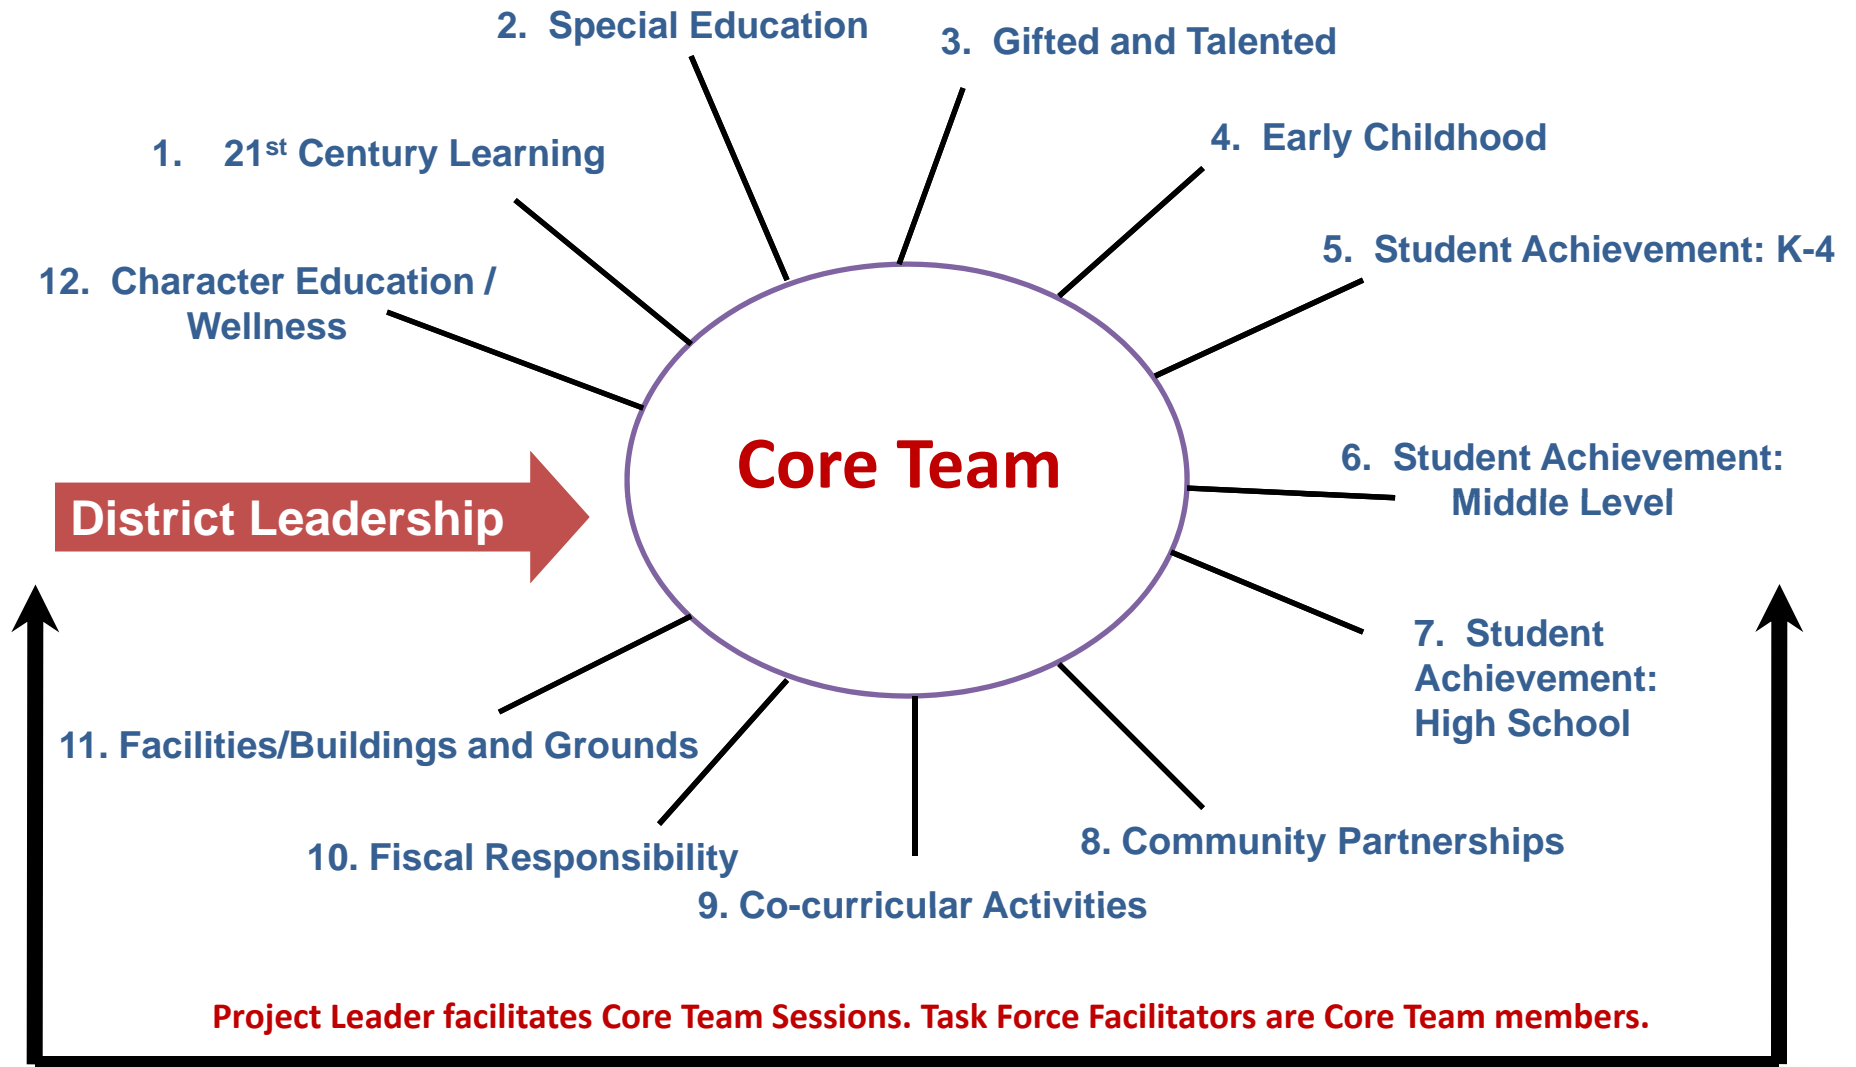 2. Special Education
3. Gifted and Talented
4. Early Childhood
1. 21st Century Learning
5. Student Achievement: K-4
12. Character Education /
Wellness
Core Team
6. Student Achievement:
Middle Level
District Leadership
7. Student
Achievement:
High School
11. Facilities/Buildings and Grounds
8. Community Partnerships
10. Fiscal Responsibility
9. Co-curricular Activities
Project Leader facilitates Core Team Sessions. Task Force Facilitators are Core Team members.